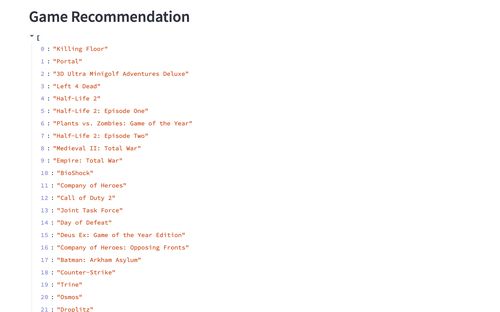 Game Recommendation
[
0 : "Killing Floor"
1 : "Portal"
2 : "3D Ultra Minigolf Adventures Deluxe"
3 : "Left 4 Dead"
4 : "Half-Life 2"
5 : "Half-Life 2: Episode One"
6 : "Plants vs. Zombies: Game of the Year"
7 : "Half-Life 2: Episode Two"
8 : "Medieval II: Total War"
9 : "Empire: Total War"
10 : "BioShock"
11 : "Company of Heroes"
12 : "Call of Duty 2"
13 : "Joint Task Force"
14 : "Day of Defeat"
15 : "Deus Ex: Game of the Year Edition"
16 : "Company of Heroes: Opposing Fronts"
17 : "Batman: Arkham Asylum"
18 : "Counter-Strike"
19 : "Trine"
20 : "Osmos"
21 : "Droplitz"